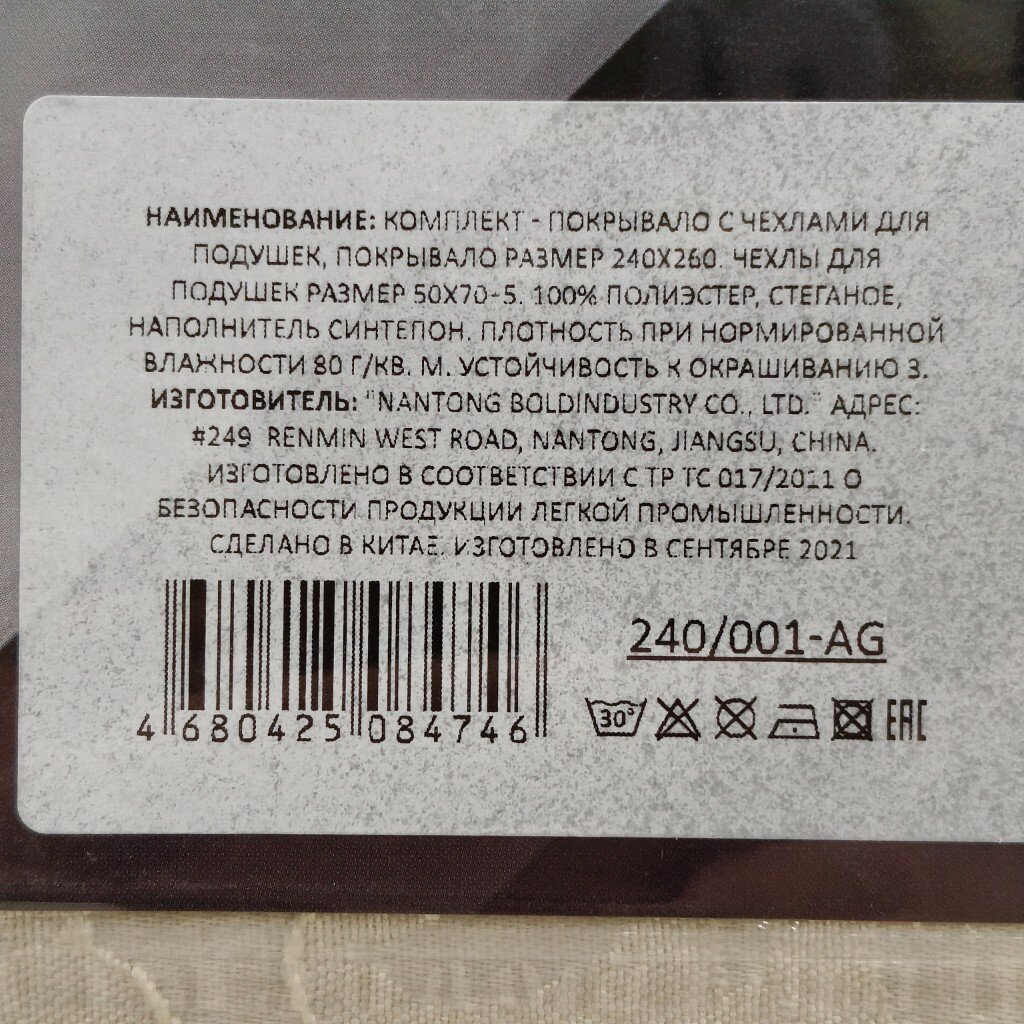 НАИМЕНОВАНИЕ: КОМПЛЕКТ - ПОКРЫВАЛО С ЧЕХЛАМИ ДЛЯ
ПОДУШЕК, ПОКРЫВАЛО РАЗМЕР 240Х260. ЧЕХЛЫ ДЛЯ
ПОДУШЕК РАЗМЕР 50Х70-5. 100% ПОЛИЭСТЕР, СТЕГАНОЕ,
НАПОЛНИТЕЛЬ СИНТЕПОН. ПЛОТНОСТЬ ПРИ НОРМИРОВАННОЙ
ВЛАЖНОСТИ 80 Г/КВ. М. УСТОЙЧИВОСТЬ К ОКРАШИВАНИЮ 3.
ИЗГОТОВИТЕЛЬ: "NANTONG BOLDINDUSTRY CO., LTD." АДРЕС:
#249 RENMIN WEST ROAD, NANTONG, JIANGSU, CHINA.
ИЗГОТОВЛЕНО В СООТВЕТСТВИИ С ТР ТС 017/2011 О
БЕЗОПАСНОСТИ ПРОДУКЦИИ ЛЕГКОЙ ПРОМЫШЛЕННОСТИ.
СДЕЛАНО В КИТАЕ. ИЗГОТОВЛЕНО В СЕНТЯБРЕ 2021
240/001-AG
30° EAC
4 680425 084746